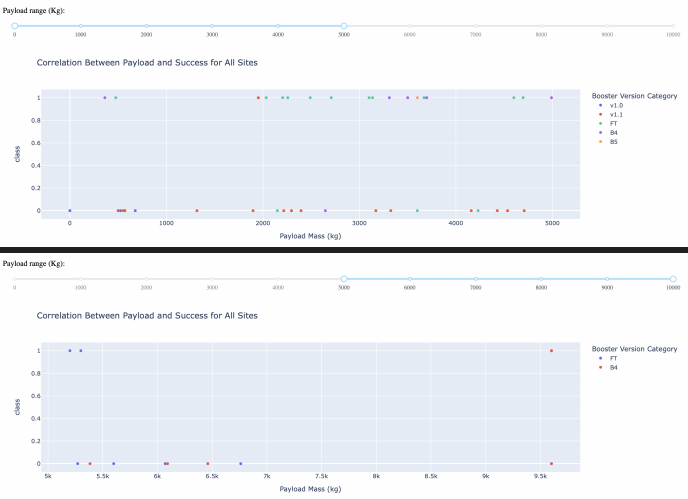 Payload range (Kg):
0 1000 2000 3000 4000 5000 6000 7000 8000 9000 10000
Correlation Between Payload and Success for All Sites
Booster Version Category
v1.0
v1.1
FT
B4
B5
class
1
0.8
0.6
0.4
0.2
0
0 1000 2000 3000 4000 5000
Payload Mass (kg)
Payload range (Kg):
0 1000 2000 3000 4000 5000 6000 7000 8000 9000 10000
Correlation Between Payload and Success for All Sites
Booster Version Category
FT
B4
class
1
0.8
0.6
0.4
0.2
0
5k 5.5k 6k 6.5k 7k 7.5k 8k 8.5k 9k 9.5k
Payload Mass (kg)